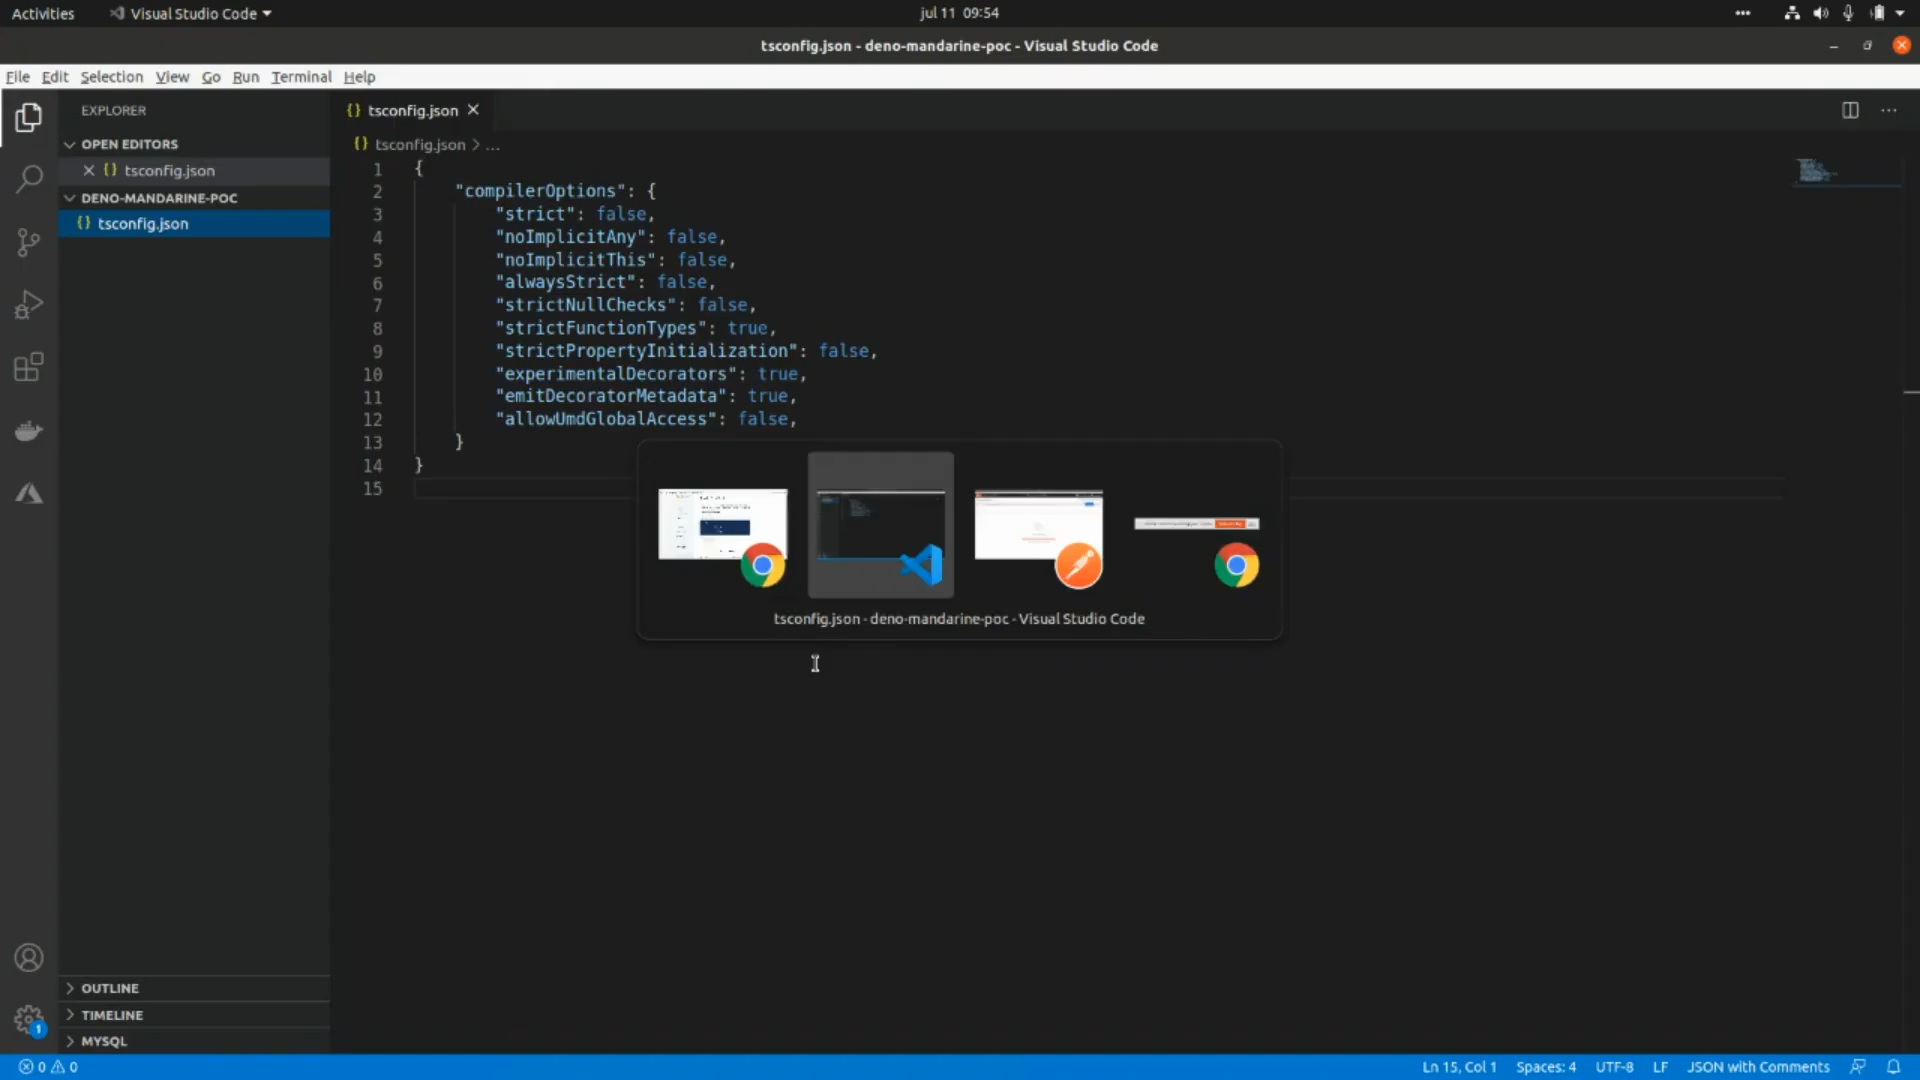 Activities
Visual Studio Code
jul 11 09:54
tsconfig.json - deno-mandarine-poc - Visual Studio Code
File Edit Selection View Go Run Terminal Help
EXPLORER
OPEN EDITORS
tsconfig.json
DENO-MANDARINE-POC
tsconfig.json
tsconfig.json
tsconfig.json > ...
1 {
2 "compilerOptions": {
3 "strict": false,
4 "noImplicitAny": false,
5 "noImplicitThis": false,
6 "alwaysStrict": false,
7 "strictNullChecks": false,
8 "strictFunctionTypes": true,
9 "strictPropertyInitialization": false,
10 "experimentalDecorators": true,
11 "emitDecoratorMetadata": true,
12 "allowUmdGlobalAccess": false,
13 }
14 }
15
tsconfig.json - deno-mandarine-poc - Visual Studio Code
OUTLINE
TIMELINE
MYSQL
1
0 0
Ln 15, Col 1 Spaces: 4 UTF-8 LF JSON with Comments